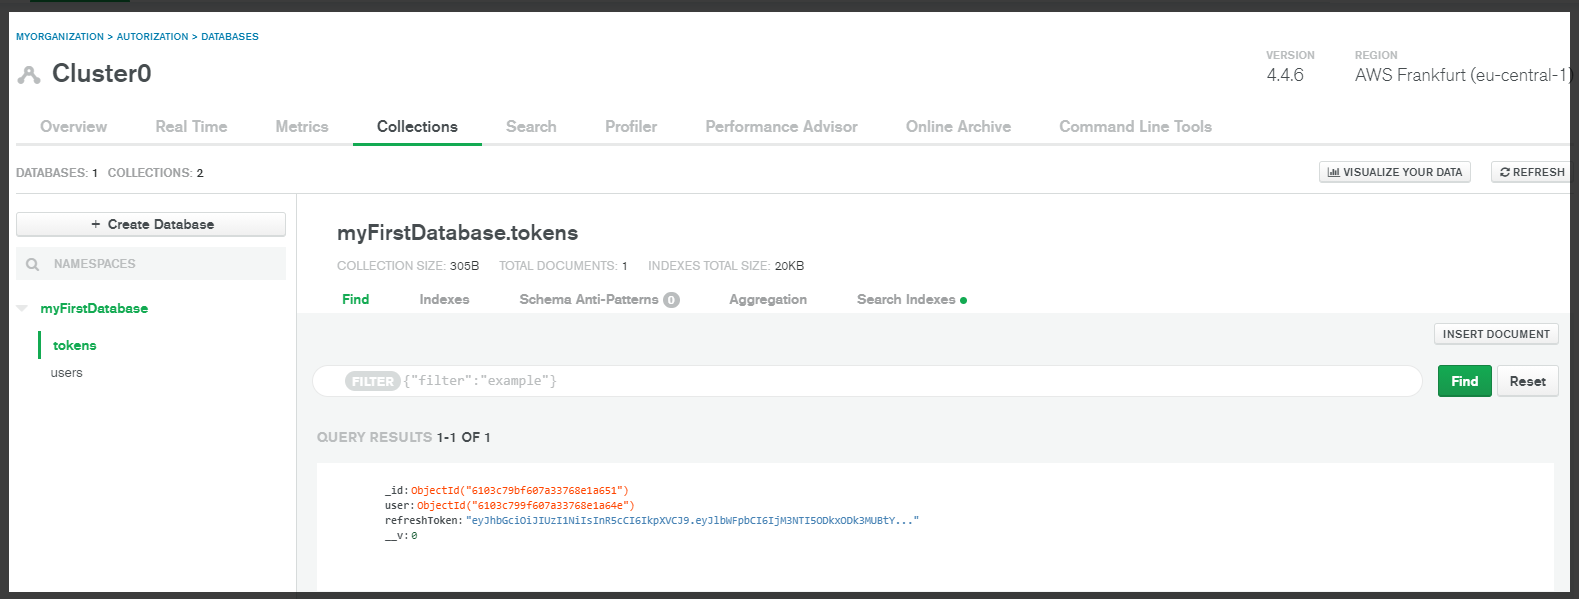 MYORGANIZATION > AUTORIZATION > DATABASES
Cluster0
VERSION
4.4.6
REGION
AWS Frankfurt (eu-central-1)
Overview Real Time Metrics Collections Search Profiler Performance Advisor Online Archive Command Line Tools
DATABASES: 1 COLLECTIONS: 2
VISUALIZE YOUR DATA
REFRESH
+ Create Database
NAMESPACES
myFirstDatabase
tokens
users
myFirstDatabase.tokens
COLLECTION SIZE: 305B TOTAL DOCUMENTS: 1 INDEXES TOTAL SIZE: 20KB
Find Indexes Schema Anti-Patterns 0 Aggregation Search Indexes
INSERT DOCUMENT
FILTER {"filter":"example"}
Find
Reset
QUERY RESULTS 1-1 OF 1
_id: ObjectId("6103c79bf607a33768e1a651")
user: ObjectId("6103c799f607a33768e1a64e")
refreshToken: "eyJhbGciOiJIUzI1NiIsInR5cCI6IkpXVCJ9.eyJlbWFpbCI6IjM3NTI5ODkxODk3MUBtY..."
__v: 0